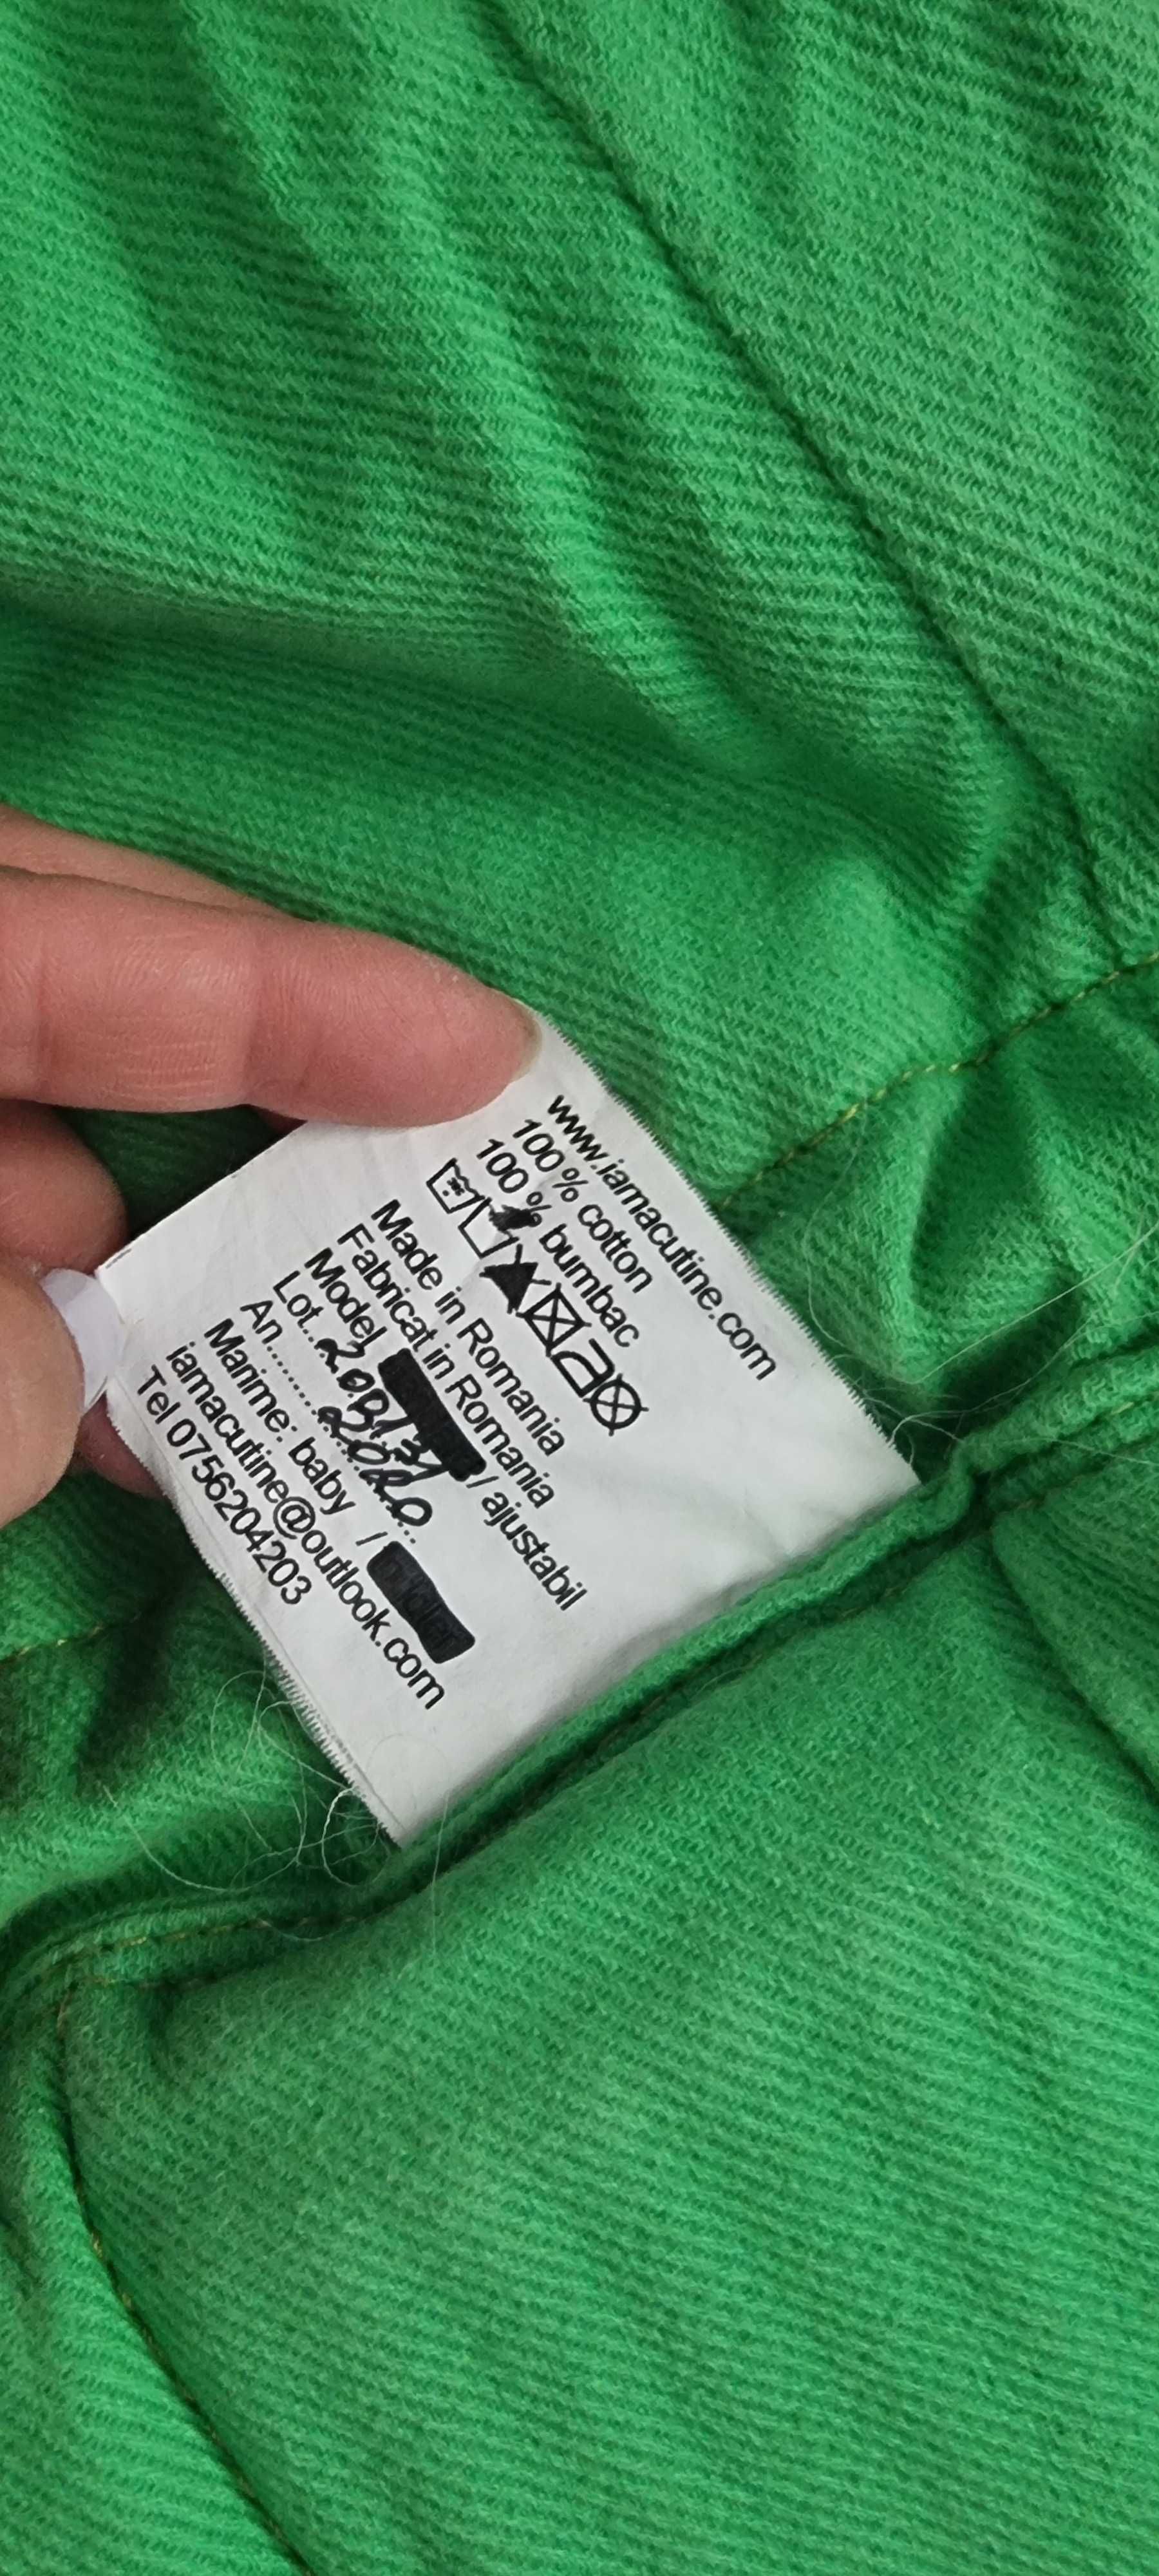 www.iamacutine.com
100 % cotton
100 % bumbac
Made in Romania
Fabricat in Romania
Model / ajustabil
Lot..20B137
An............2020...
Marime: baby /
iamacutine@outlook.com
Tel 0756204203